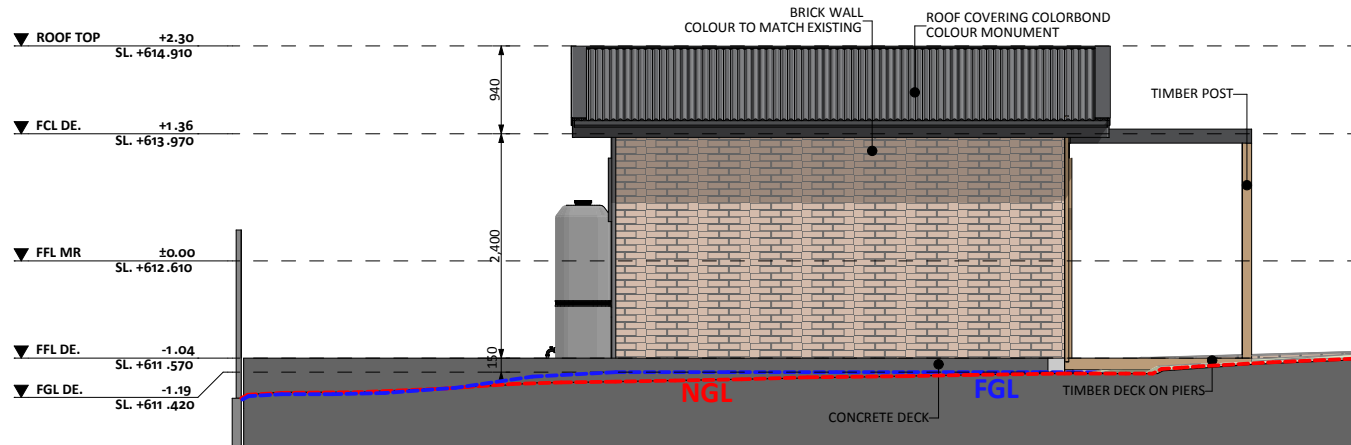 BRICK WALL
COLOUR TO MATCH EXISTING
ROOF COVERING COLORBOND
COLOUR MONUMENT
ROOF TOP +2.30
SL. +614.910
940
TIMBER POST
FCL DE. +1.36
SL. +613.970
2,400
FFL MR ±0.00
SL. +612.610
FFL DE. -1.04
SL. +611.570
150
FGL DE. -1.19
SL. +611.420
NGL
FGL
TIMBER DECK ON PIERS
CONCRETE DECK